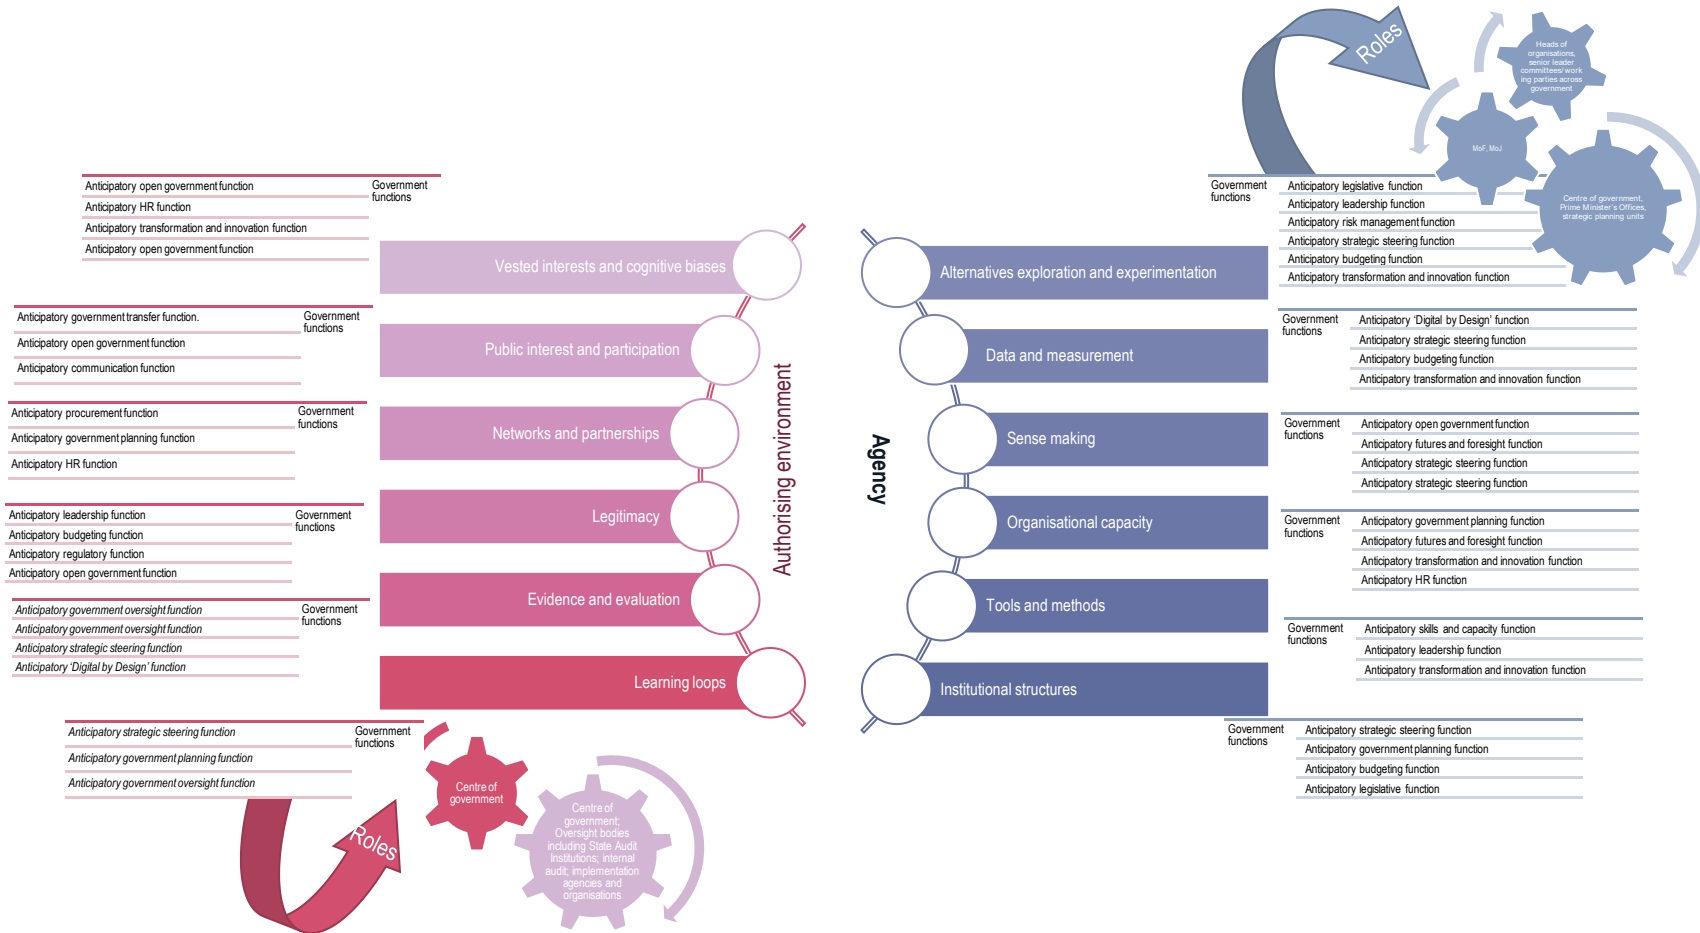 Roles
Heads of
organisations,
senior leader
committees/work
ing parties across
government
MoF, MoJ
Centre of government,
Prime Minister's Offices,
strategic planning units
Anticipatory open government function
Anticipatory HR function
Anticipatory transformation and innovation function
Anticipatory open government function
Government
functions
Vested interests and cognitive biases
Anticipatory government transfer function.
Anticipatory open government function
Anticipatory communication function
Government
functions
Public interest and participation
Anticipatory procurement function
Anticipatory government planning function
Anticipatory HR function
Government
functions
Networks and partnerships
Anticipatory leadership function
Anticipatory budgeting function
Anticipatory regulatory function
Anticipatory open government function
Government
functions
Legitimacy
Anticipatory government oversight function
Anticipatory government oversight function
Anticipatory strategic steering function
Anticipatory 'Digital by Design' function
Government
functions
Evidence and evaluation
Learning loops
Anticipatory strategic steering function
Anticipatory government planning function
Anticipatory government oversight function
Government
functions
Roles
Centre of
government
Centre of
government;
Oversight bodies
including State Audit
Institutions; internal
audit; implementation
agencies and
organisations
Authorising environment
Agency
Alternatives exploration and experimentation
Government
functions
Anticipatory legislative function
Anticipatory leadership function
Anticipatory risk management function
Anticipatory strategic steering function
Anticipatory budgeting function
Anticipatory transformation and innovation function
Data and measurement
Government
functions
Anticipatory 'Digital by Design' function
Anticipatory strategic steering function
Anticipatory budgeting function
Anticipatory transformation and innovation function
Sense making
Government
functions
Anticipatory open government function
Anticipatory futures and foresight function
Anticipatory strategic steering function
Anticipatory strategic steering function
Organisational capacity
Government
functions
Anticipatory government planning function
Anticipatory futures and foresight function
Anticipatory transformation and innovation function
Anticipatory HR function
Tools and methods
Government
functions
Anticipatory skills and capacity function
Anticipatory leadership function
Anticipatory transformation and innovation function
Institutional structures
Government
functions
Anticipatory strategic steering function
Anticipatory government planning function
Anticipatory budgeting function
Anticipatory legislative function